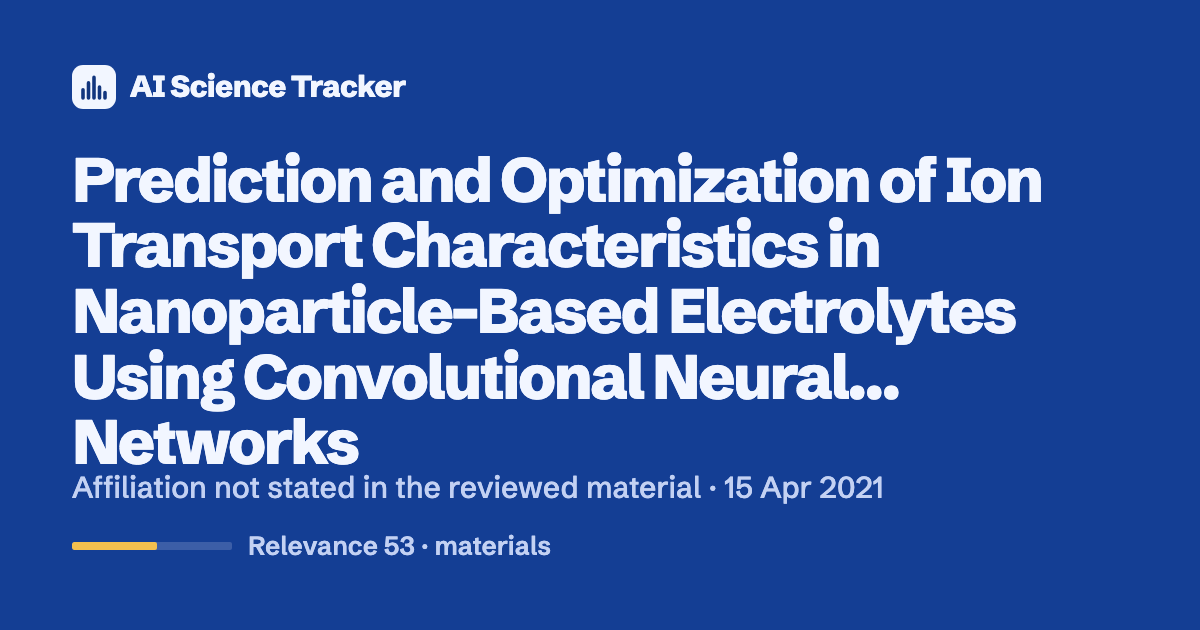 AI Science Tracker
Prediction and Optimization of Ion
Transport Characteristics in
Nanoparticle-Based Electrolytes
Using Convolutional Neural...
Networks
Affiliation not stated in the reviewed material · 15 Apr 2021
Relevance 53 · materials